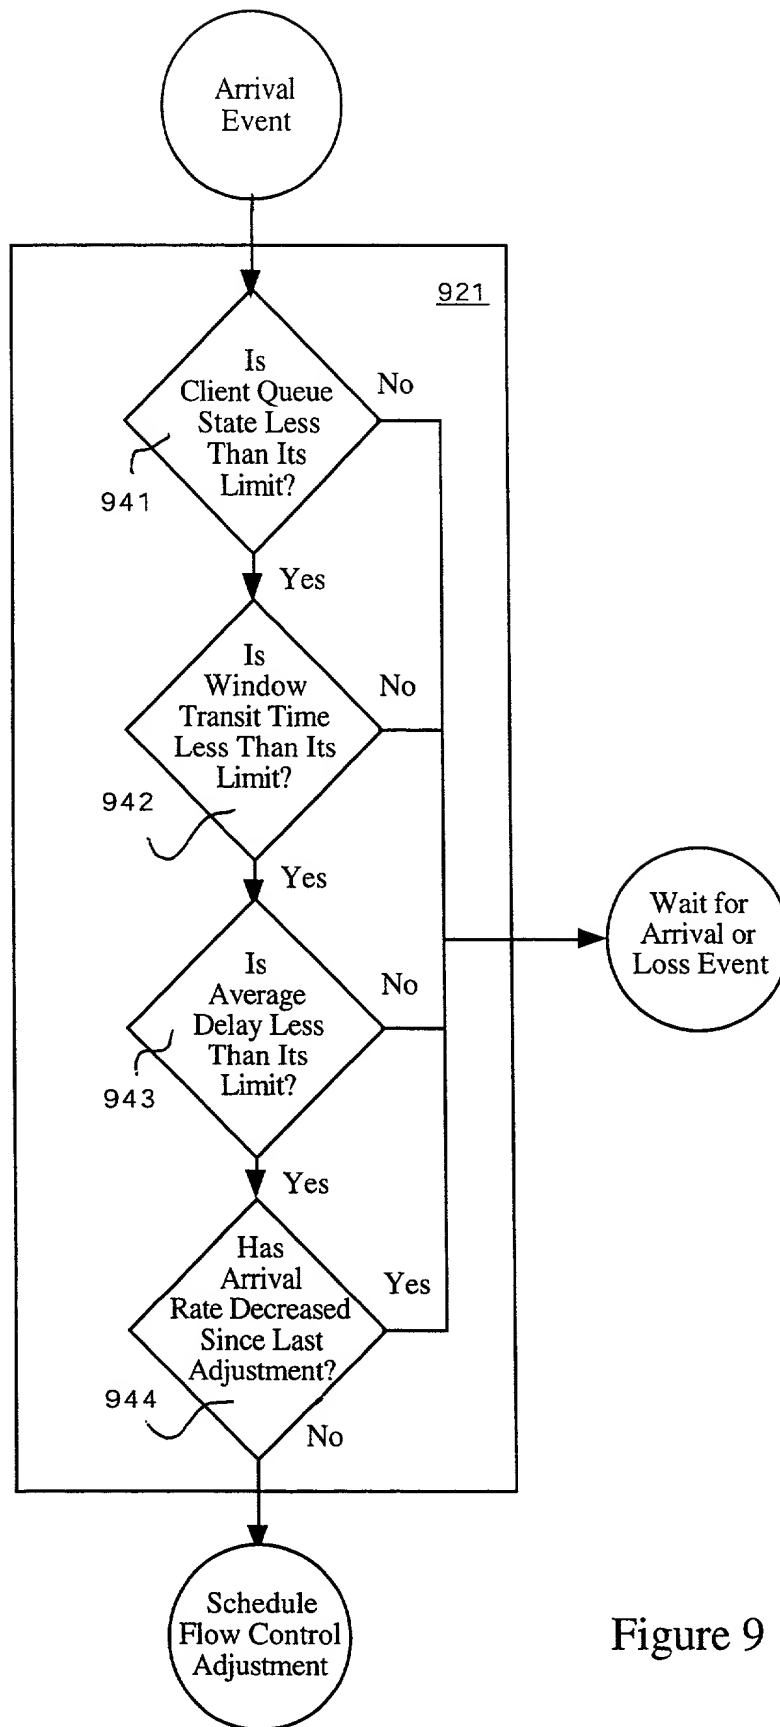 Arrival
Event
921
Is
Client Queue
State Less
Than Its
Limit?
No
941
Yes
Is
Window
Transit Time
Less Than Its
Limit?
No
942
Yes
Is
Average
Delay Less
Than Its
Limit?
No
943
Wait for
Arrival or
Loss Event
Yes
Has
Arrival
Rate Decreased
Since Last
Adjustment?
Yes
944
No
Schedule
Flow Control
Adjustment
Figure 9